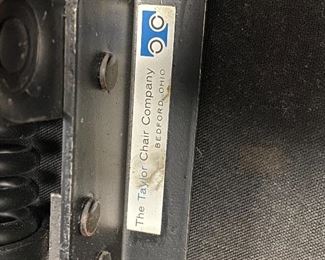 The Taylor Chair Company
BEDFORD, OHIO